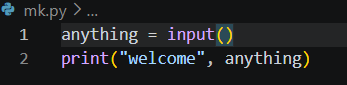 mk.py > ...
1 anything = input()
2 print("welcome", anything)